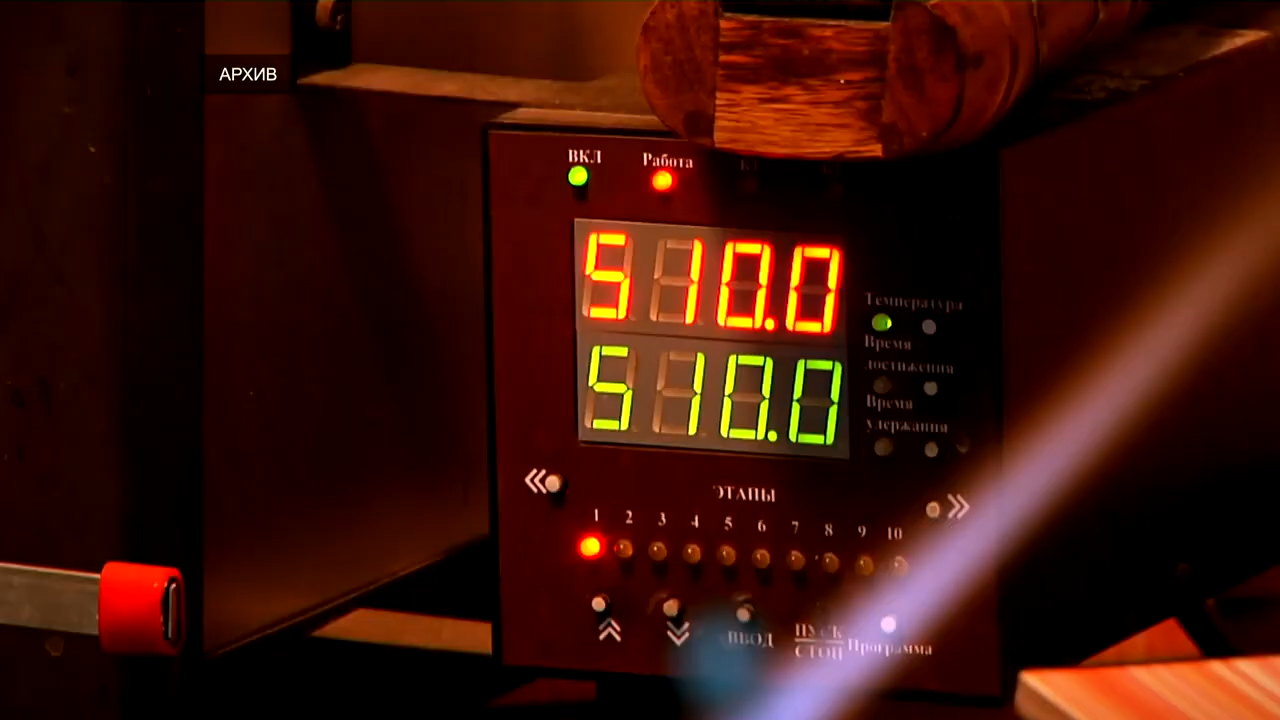 АРХИВ
ВКЛ Работа
510.0
510.0
Температура
Время
достижения
Время
удержания
« »
ЭТАПЫ
1 2 3 4 5 6 7 8 9 10
ВВОД ПУСК Программа
СТОП